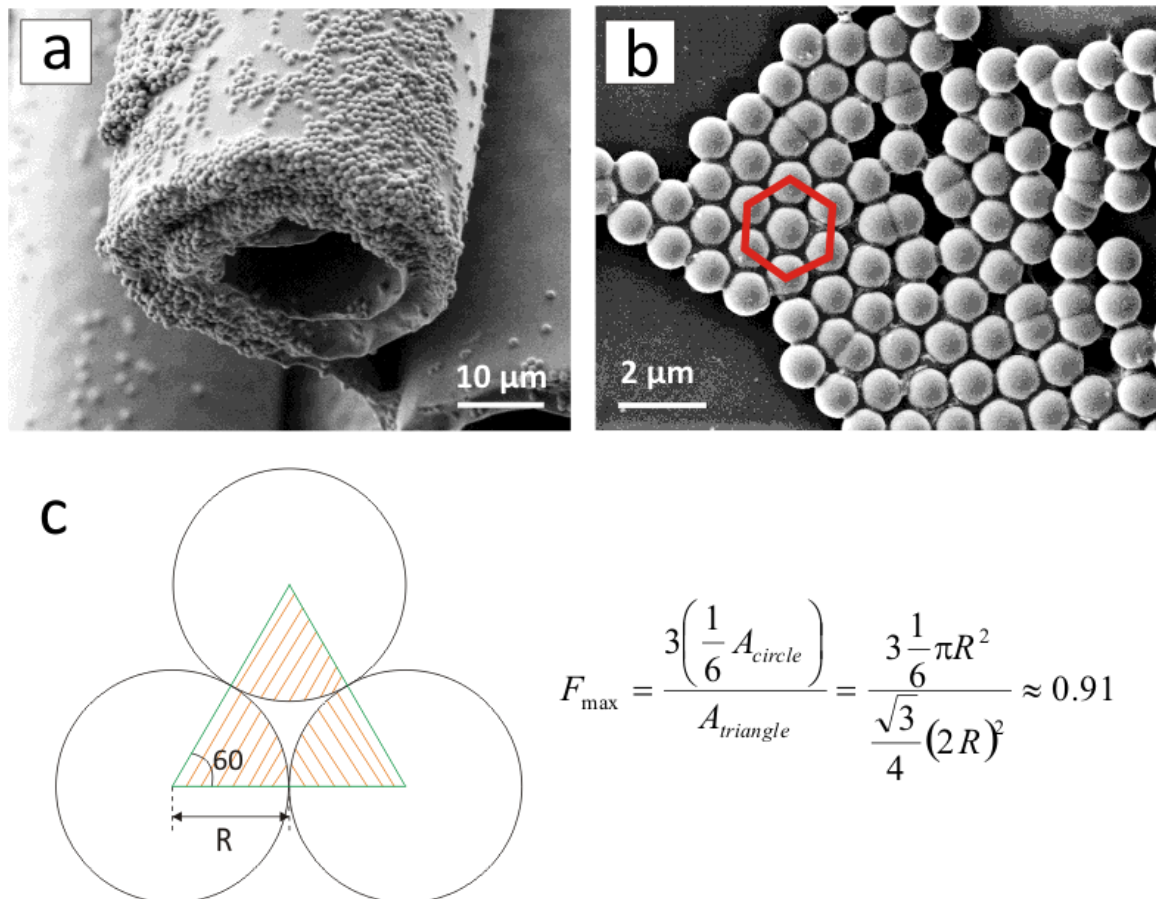 a
b
10 µm
2 µm
c
60
R
F_max = 3(1/6 A_circle) / A_triangle = 3 1/6 πR² / √3/4 (2R)² ≈ 0.91